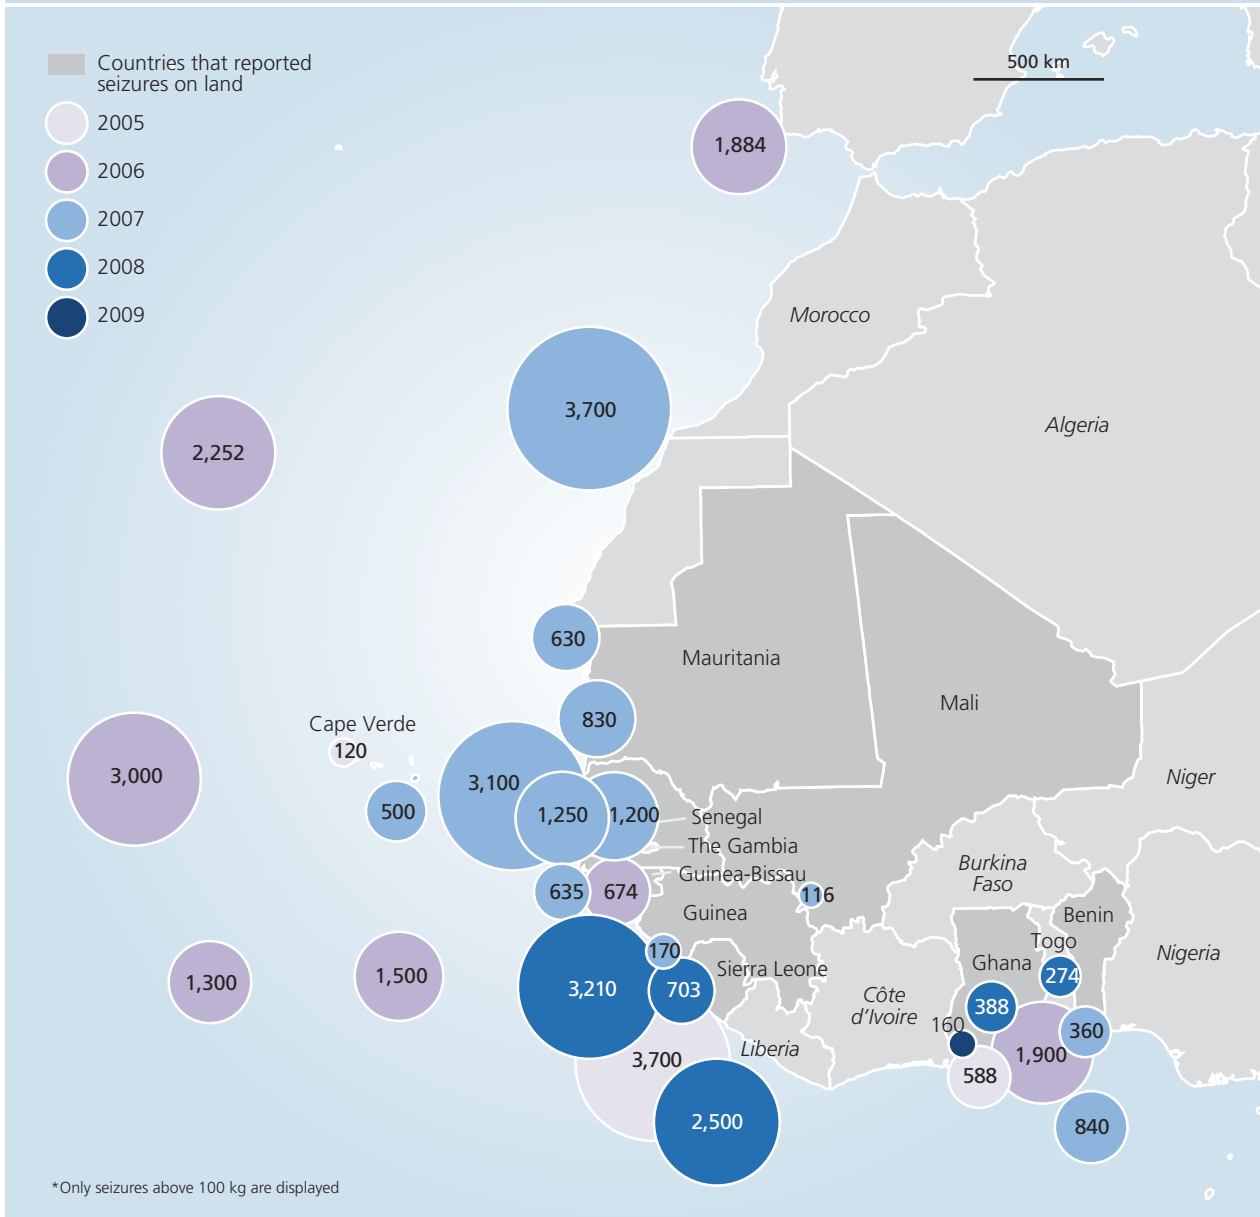 Countries that reported
seizures on land
2005
2006
2007
2008
2009
500 km
1,884
Morocco
3,700
Algeria
2,252
630
Mauritania
Mali
830
Cape Verde
120
3,000
500
3,100
1,250
1,200
Senegal
The Gambia
Guinea-Bissau
Niger
635
674
Guinea
116
Burkina
Faso
Benin
Togo
Nigeria
170
Sierra Leone
Ghana
274
1,300
1,500
3,210
703
Côte
d'Ivoire
388
160
360
3,700
Liberia
1,900
588
2,500
840
*Only seizures above 100 kg are displayed